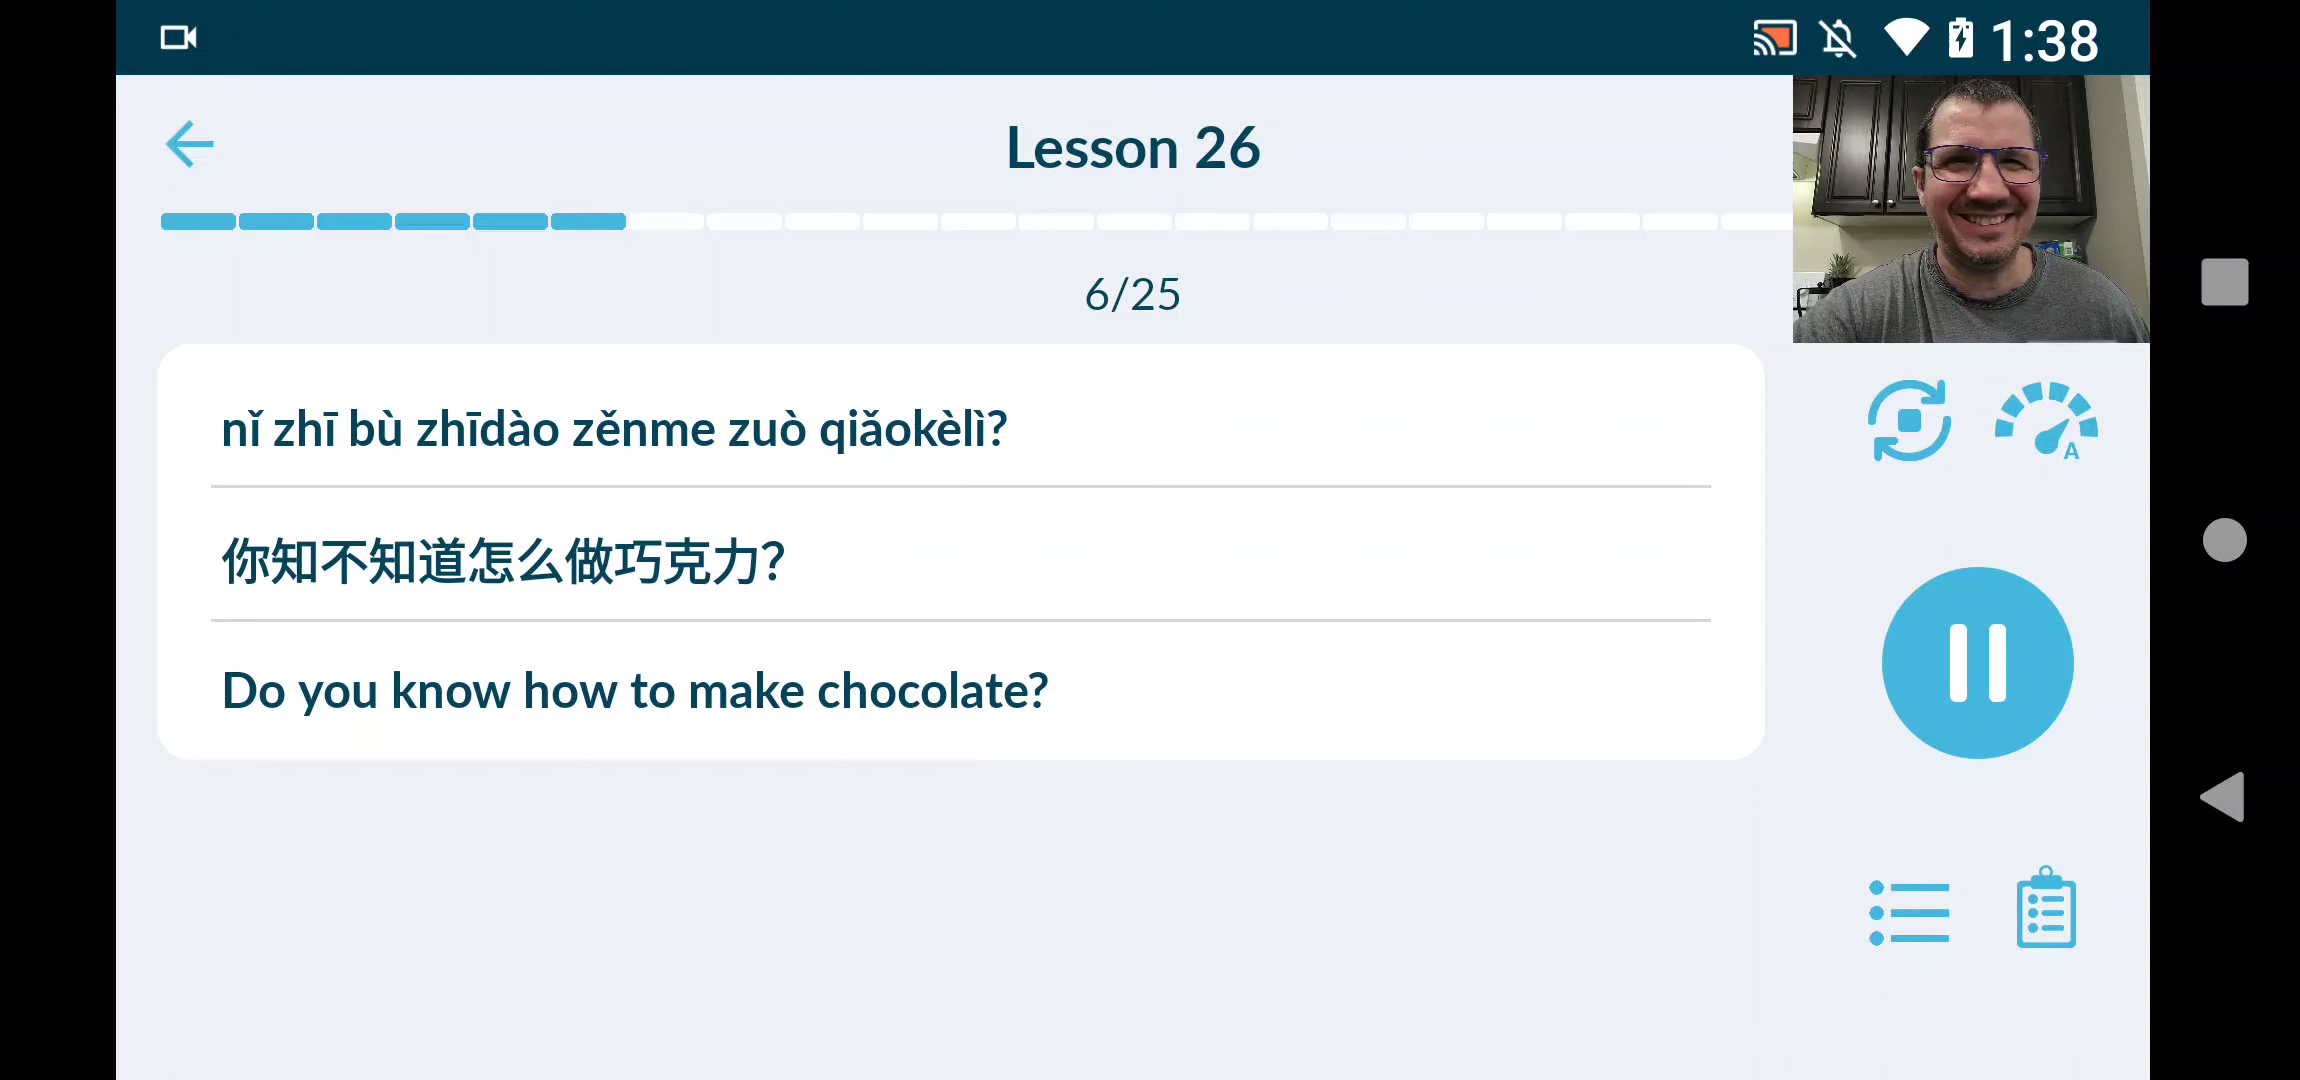 1:38
Lesson 26
6/25
nǐ zhī bù zhīdào zěnme zuò qiǎokèlì?
A
你知不知道怎么做巧克力？
Do you know how to make chocolate?